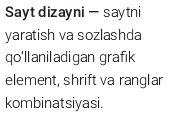 Sayt dizayni — saytni
yaratish va sozlashda
qo‘llaniladigan grafik
element, shrift va ranglar
kombinatsiyasi.